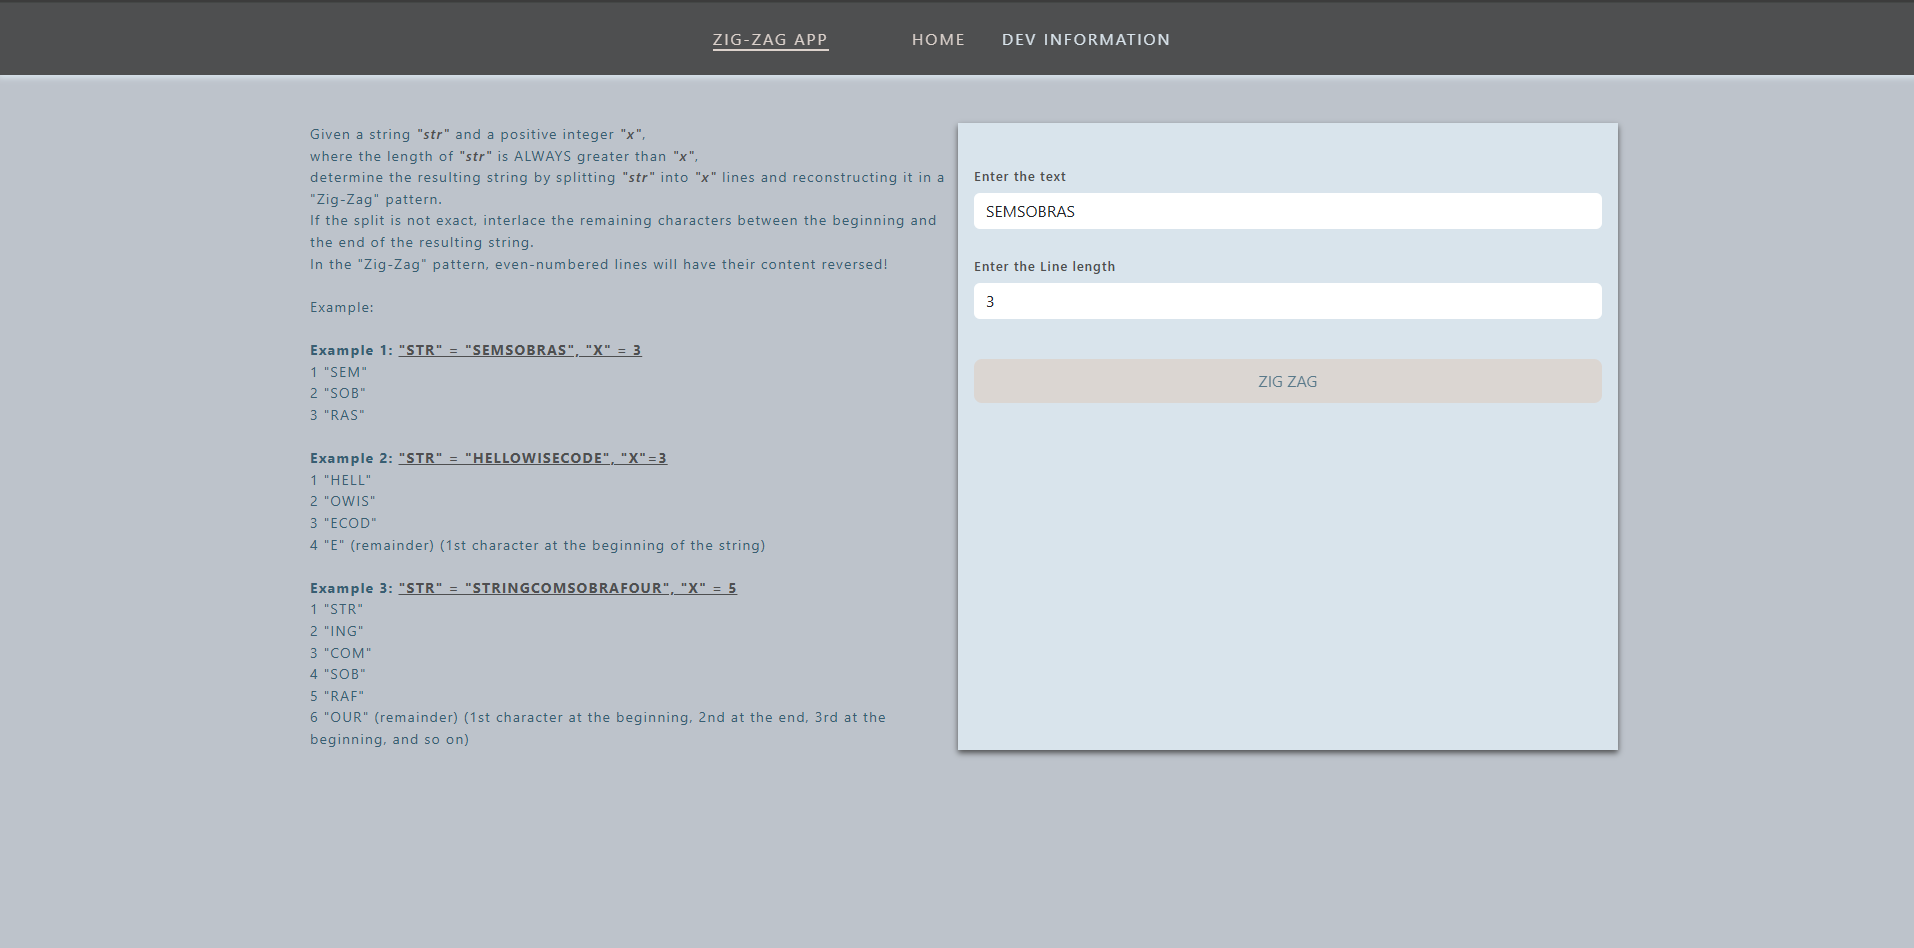 ZIG-ZAG APP HOME DEV INFORMATION
Given a string "str" and a positive integer "x",
where the length of "str" is ALWAYS greater than "x",
determine the resulting string by splitting "str" into "x" lines and reconstructing it in a
"Zig-Zag" pattern.
If the split is not exact, interlace the remaining characters between the beginning and
the end of the resulting string.
In the "Zig-Zag" pattern, even-numbered lines will have their content reversed!
Example:
Example 1: "STR" = "SEMSOBRAS", "X" = 3
1 "SEM"
2 "SOB"
3 "RAS"
Example 2: "STR" = "HELLOWISECODE", "X"=3
1 "HELL"
2 "OWIS"
3 "ECOD"
4 "E" (remainder) (1st character at the beginning of the string)
Example 3: "STR" = "STRINGCOMSOBRAFOUR", "X" = 5
1 "STR"
2 "ING"
3 "COM"
4 "SOB"
5 "RAF"
6 "OUR" (remainder) (1st character at the beginning, 2nd at the end, 3rd at the
beginning, and so on)
Enter the text
SEMSOBRAS
Enter the Line length
3
ZIG ZAG